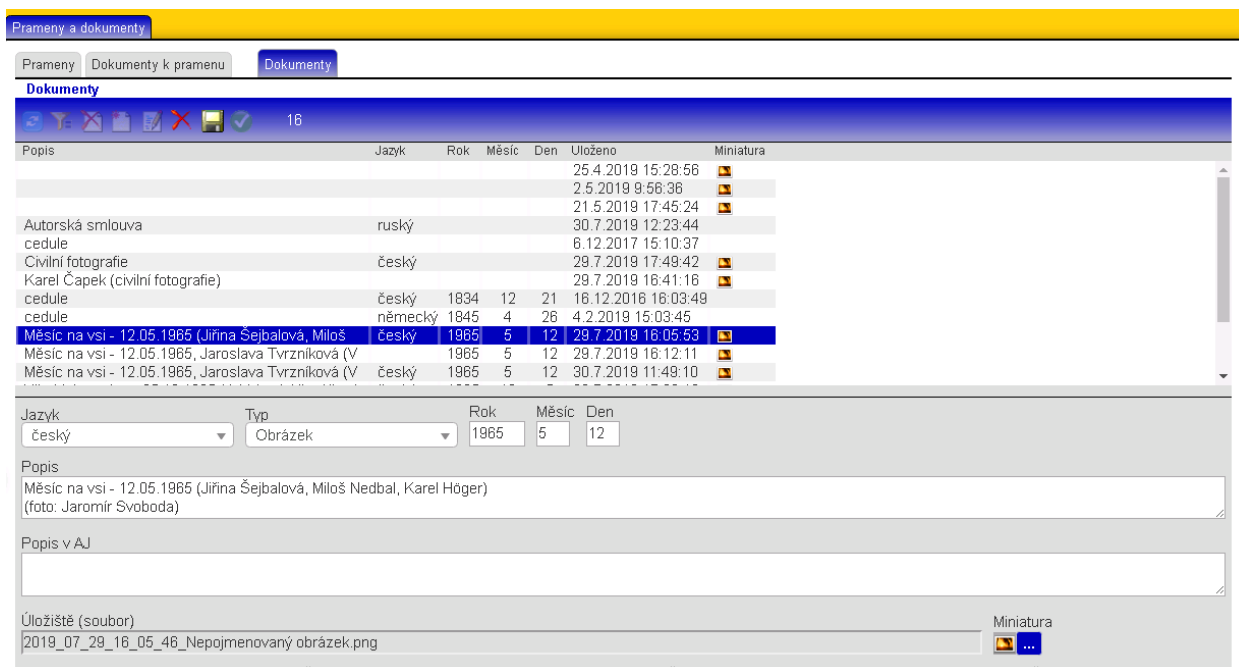 Prameny a dokumenty
Prameny Dokumenty k pramenu Dokumenty
Dokumenty
16
Popis Jazyk Rok Měsíc Den Uloženo Miniatura
25.4.2019 15:28:56
2.5.2019 9:56:36
21.5.2019 17:45:24
Autorská smlouva ruský 30.7.2019 12:23:44
cedule 6.12.2017 15:10:37
Civilní fotografie český 29.7.2019 17:49:42
Karel Čapek (civilní fotografie) 29.7.2019 16:41:16
cedule český 1834 12 21 16.12.2016 16:03:49
cedule německý 1845 4 26 4.2.2019 15:03:45
Měsíc na vsi - 12.05.1965 (Jiřina Šejbalová, Miloš český 1965 5 12 29.7.2019 16:05:53
Měsíc na vsi - 12.05.1965, Jaroslava Tvrzníková (V 1965 5 12 29.7.2019 16:12:11
Měsíc na vsi - 12.05.1965, Jaroslava Tvrzníková (V český 1965 5 12 30.7.2019 11:49:10
Jazyk Typ Rok Měsíc Den
český Obrázek 1965 5 12
Popis
Měsíc na vsi - 12.05.1965 (Jiřina Šejbalová, Miloš Nedbal, Karel Höger)
(foto: Jaromír Svoboda)
Popis v AJ
Úložiště (soubor) Miniatura
2019_07_29_16_05_46_Nepojmenovaný obrázek.png ...